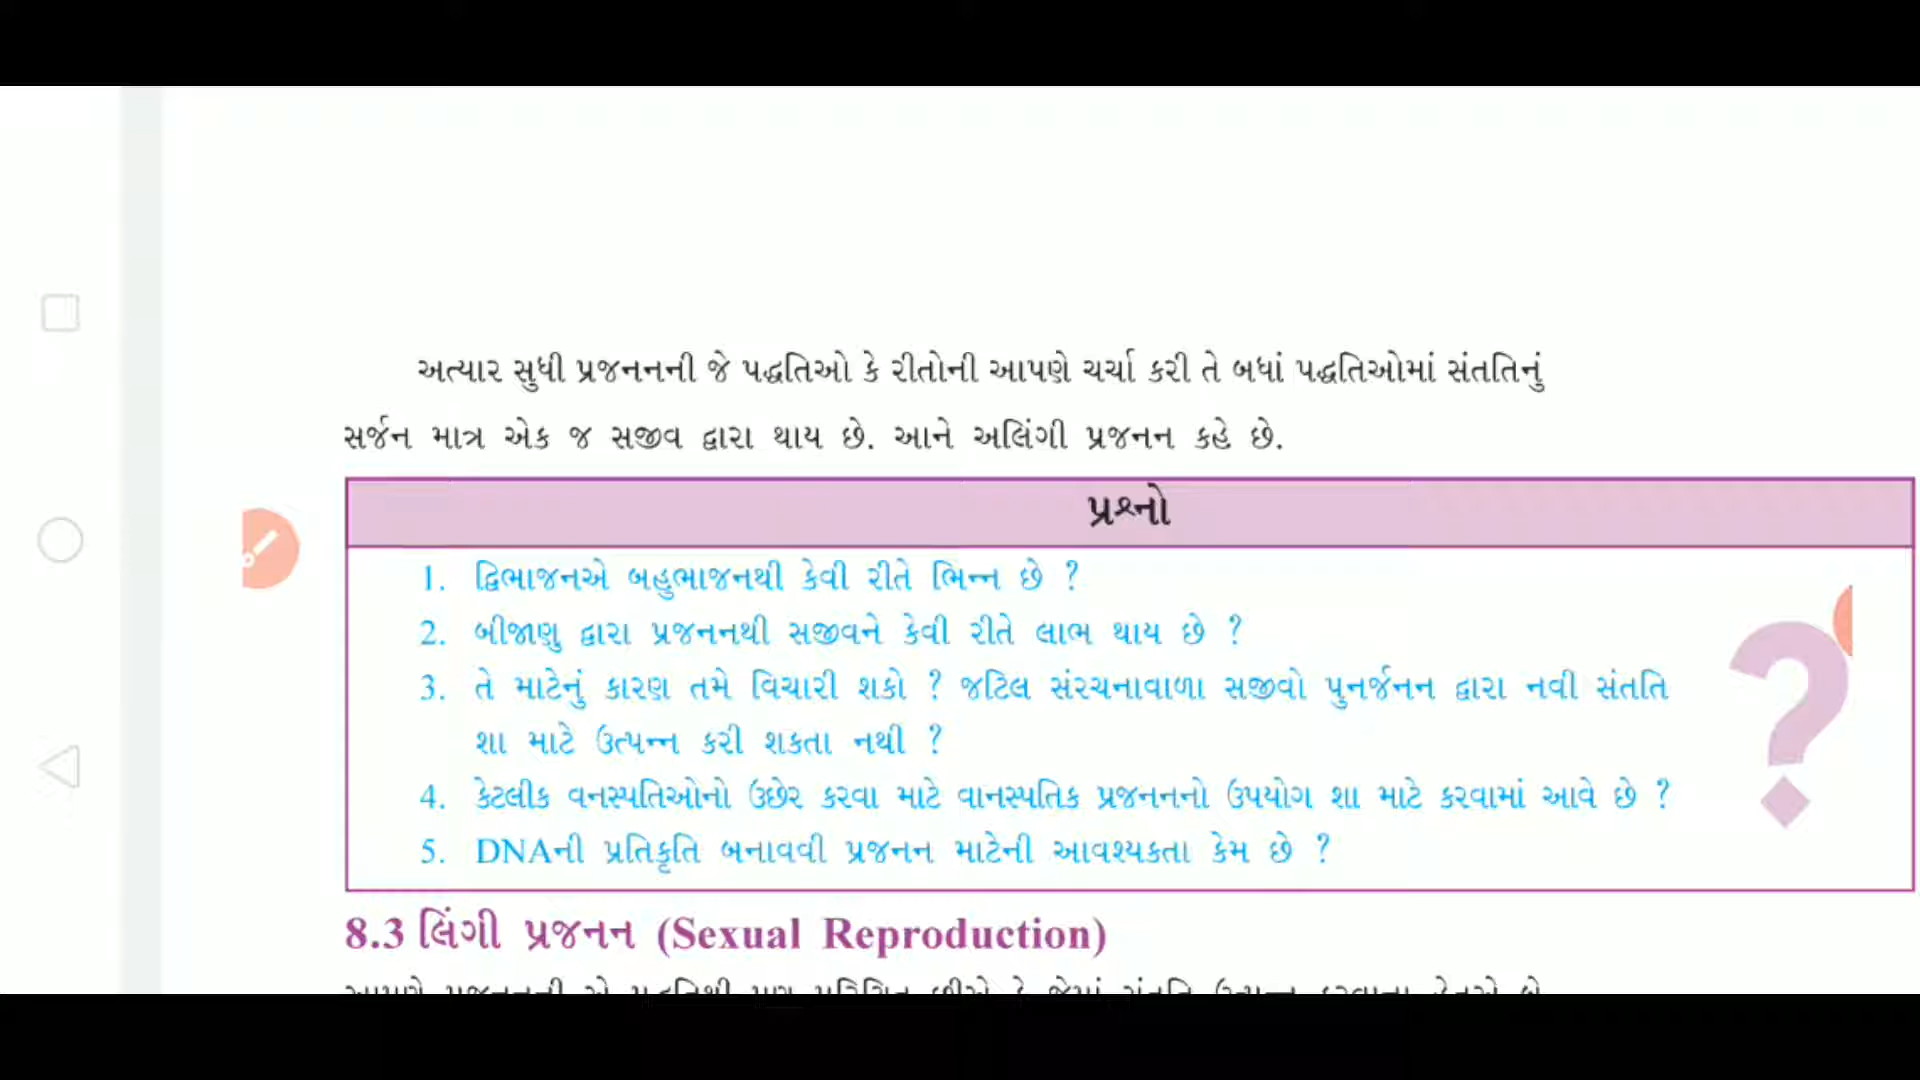 અત્યાર સુધી પ્રજનનની જે પદ્ધતિઓ કે રીતોની આપણે ચર્ચા કરી તે બધાં પદ્ધતિઓમાં સંતતિનું
સર્જન માત્ર એક જ સજીવ દ્વારા થાય છે. આને અલિંગી પ્રજનન કહે છે.
પ્રશ્નો
1. દ્વિભાજનએ બહુભાજનથી કેવી રીતે ભિન્ન છે ?
2. બીજાણુ દ્વારા પ્રજનનથી સજીવને કેવી રીતે લાભ થાય છે ?
3. તે માટેનું કારણ તમે વિચારી શકો ? જટિલ સંરચનાવાળા સજીવો પુનર્જનન દ્વારા નવી સંતતિ
શા માટે ઉત્પન્ન કરી શકતા નથી ?
4. કેટલીક વનસ્પતિઓનો ઉછેર કરવા માટે વાનસ્પતિક પ્રજનનનો ઉપયોગ શા માટે કરવામાં આવે છે ?
5. DNAની પ્રતિકૃતિ બનાવવી પ્રજનન માટેની આવશ્યકતા કેમ છે ?
?
8.3 લિંગી પ્રજનન (Sexual Reproduction)